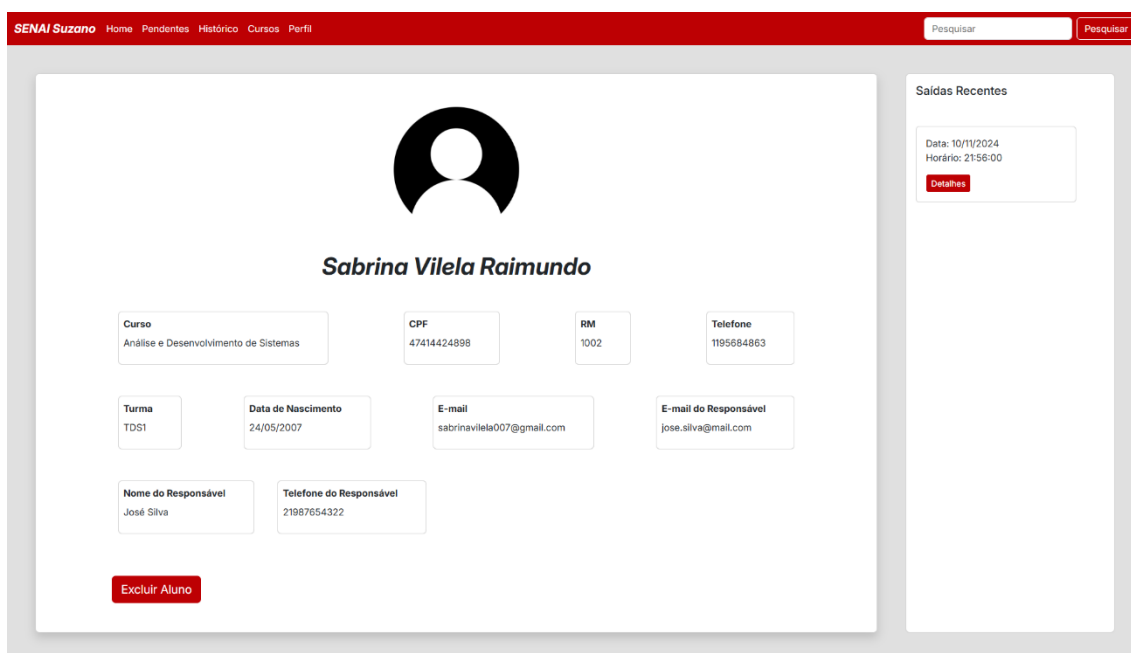 SENAI Suzano Home Pendentes Histórico Cursos Perfil Pesquisar Pesquisar
Saídas Recentes
Data: 10/11/2024
Horário: 21:56:00
Detalhes
Sabrina Vilela Raimundo
Curso CPF RM Telefone
Análise e Desenvolvimento de Sistemas 47414424898 1002 1195684863
Turma Data de Nascimento E-mail E-mail do Responsável
TDS1 24/05/2007 sabrinavilela007@gmail.com jose.silva@mail.com
Nome do Responsável Telefone do Responsável
José Silva 21987654322
Excluir Aluno